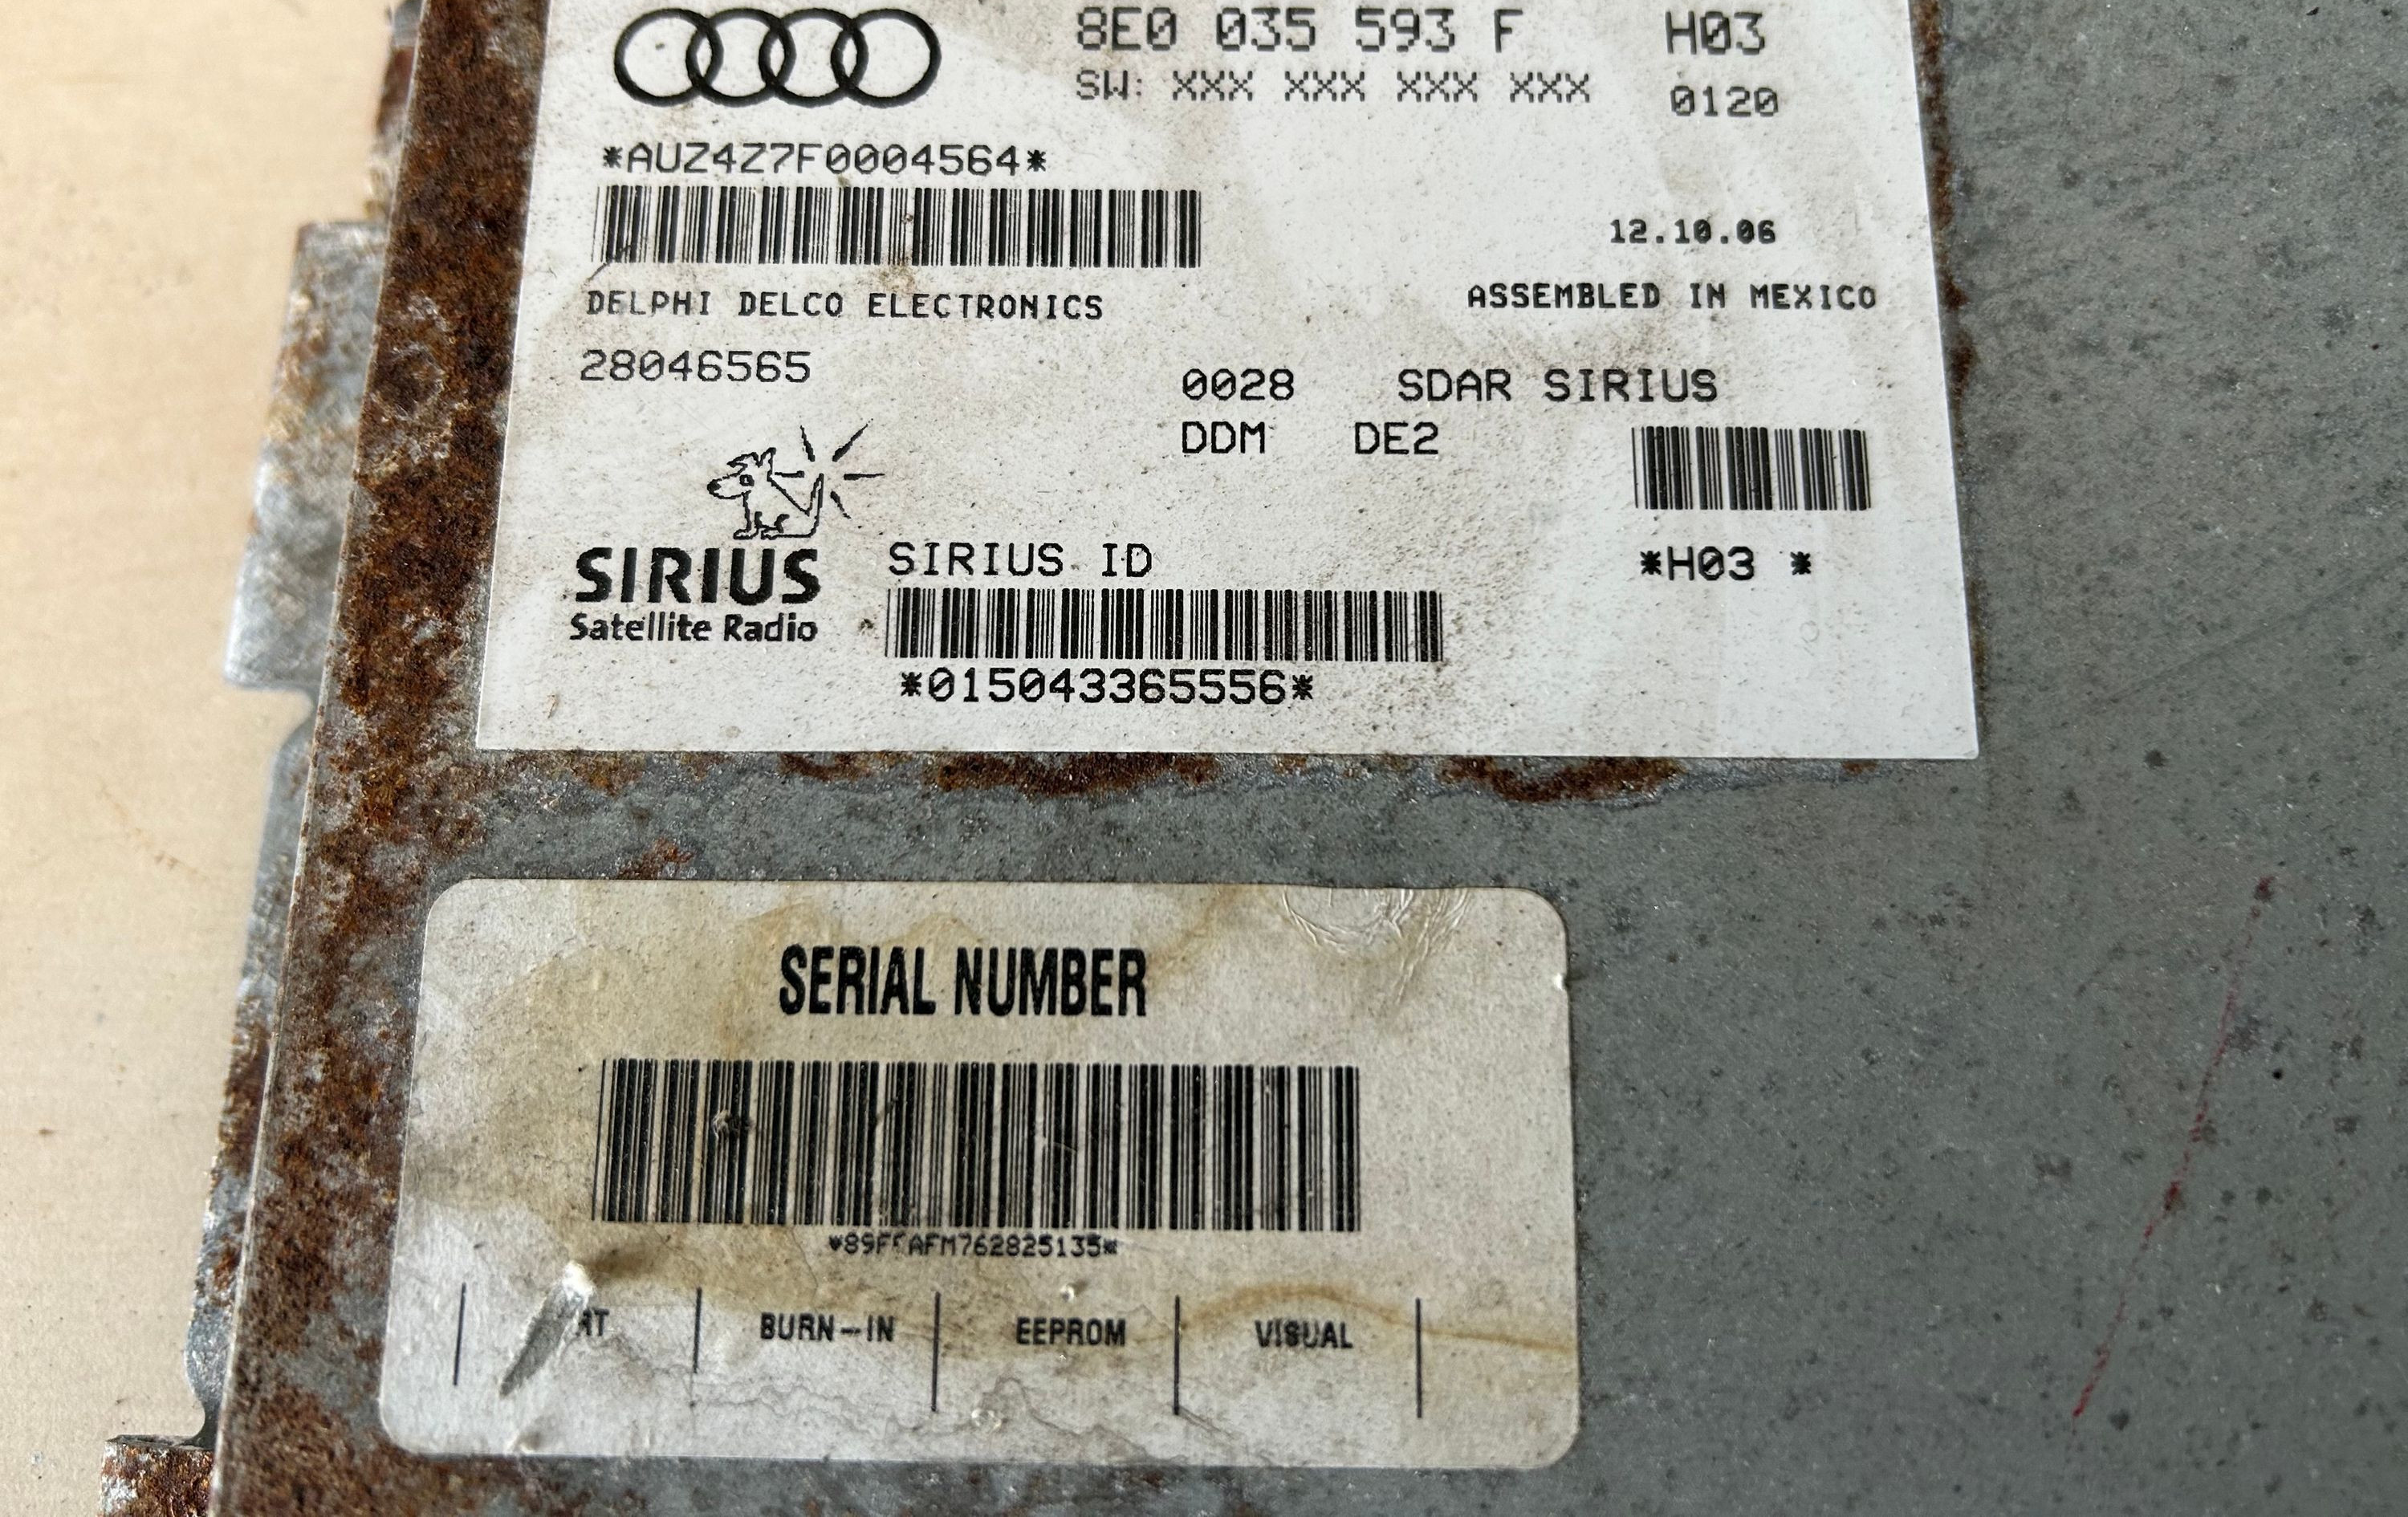 8E0 035 593 F H03
SW: XXX XXX XXX XXX 0120
*AUZ4Z7F0004564*
12.10.06
DELPHI DELCO ELECTRONICS ASSEMBLED IN MEXICO
28046565
0028 SDAR SIRIUS
DDM DE2
SIRIUS
Satellite Radio
SIRIUS ID
*H03 *
*015043365556*
SERIAL NUMBER
BURN-IN EEPROM VISUAL